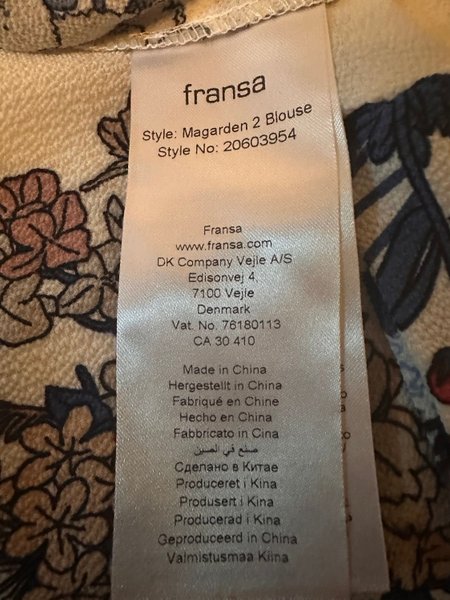 fransa
Style: Magarden 2 Blouse
Style No: 20603954
Fransa
www.fransa.com
DK Company Vejle A/S
Edisonvej 4,
7100 Vejle
Denmark
Vat. No. 76180113
CA 30 410
Made in China
Hergestellt in China
Fabriqué en Chine
Hecho en China
Fabbricato in Cina
صنع في الصين
Сделано в Китае
Produceret i Kina
Produsert i Kina
Producerad i Kina
Geproduceerd in China
Valmistusmaa Kiina